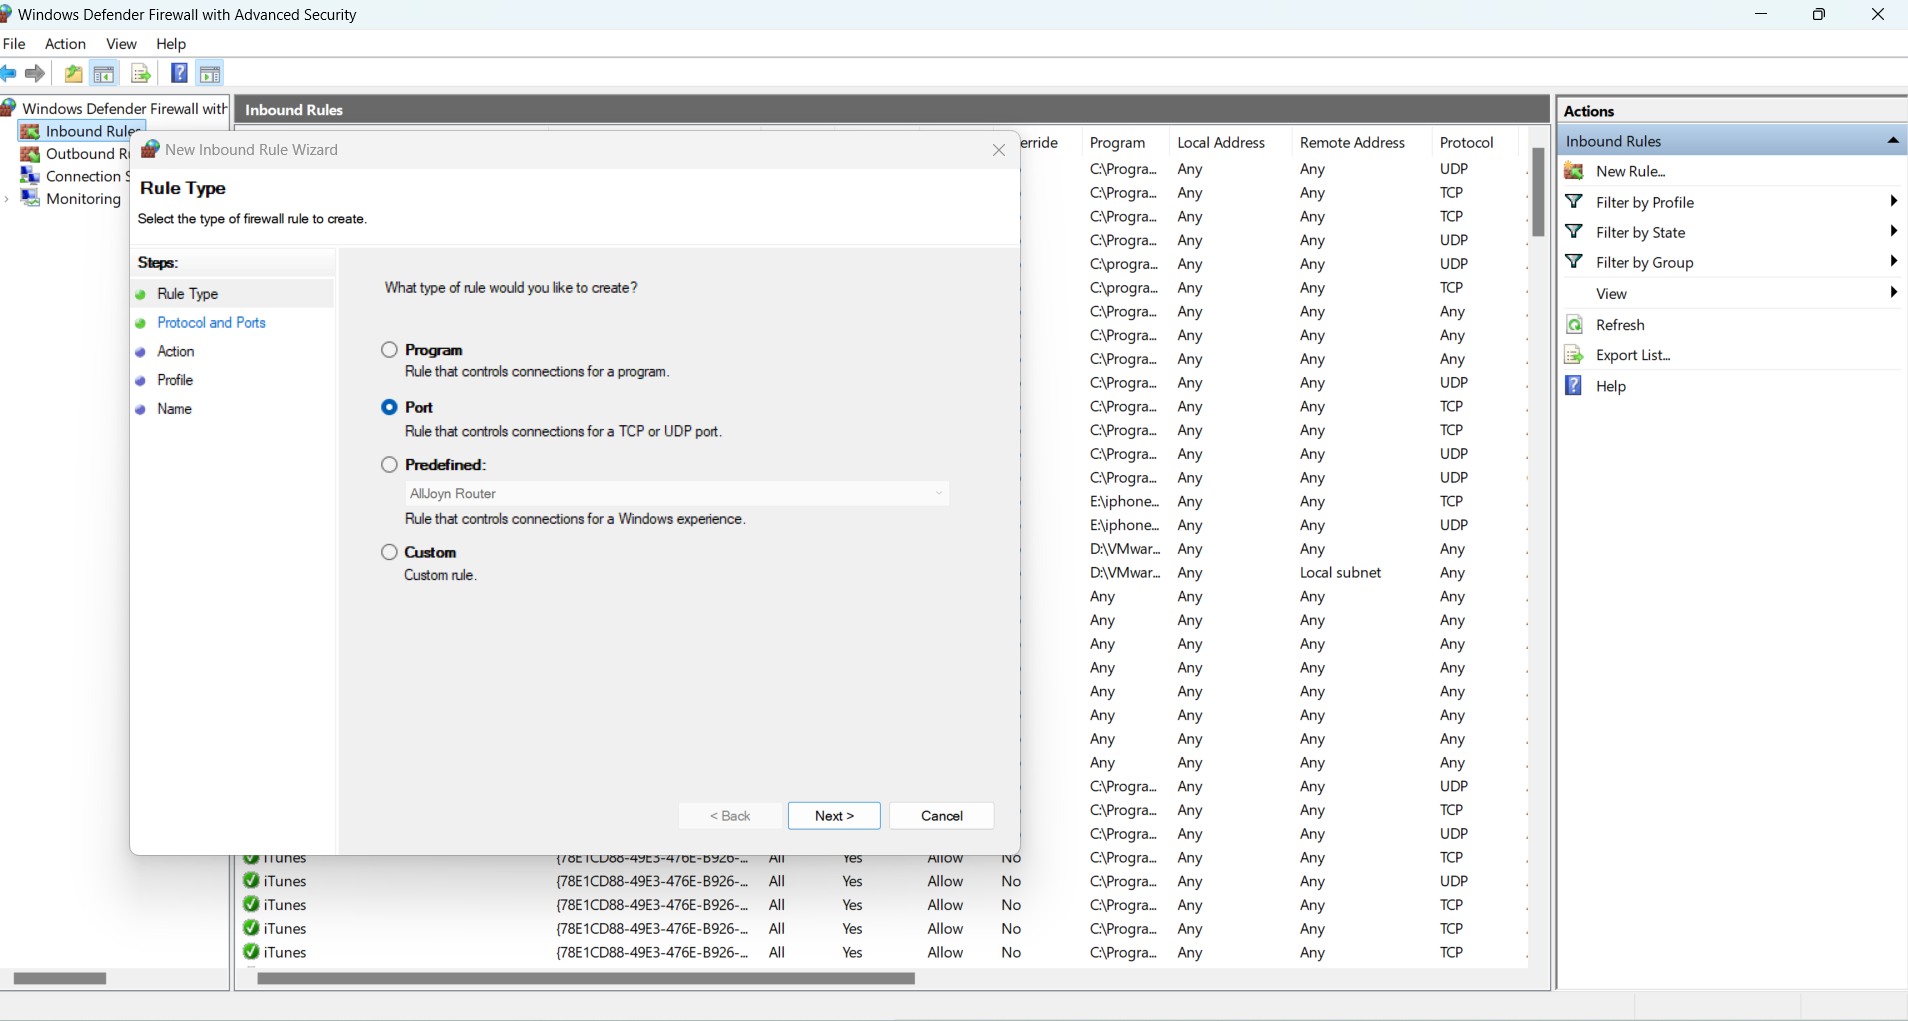 Windows Defender Firewall with Advanced Security
File Action View Help
Windows Defender Firewall with
Inbound Rules
Outbound
Connection
Monitoring
Inbound Rules
New Inbound Rule Wizard
Rule Type
Select the type of firewall rule to create.
Steps:
Rule Type
Protocol and Ports
Action
Profile
Name
What type of rule would you like to create?
Program
Rule that controls connections for a program.
Port
Rule that controls connections for a TCP or UDP port.
Predefined:
AllJoyn Router
Rule that controls connections for a Windows experience.
Custom
Custom rule.
< Back Next > Cancel
erride Program Local Address Remote Address Protocol
C:\Progra... Any Any UDP
C:\Progra... Any Any TCP
C:\Progra... Any Any TCP
C:\Progra... Any Any UDP
C:\progra... Any Any UDP
C:\progra... Any Any TCP
C:\Progra... Any Any Any
C:\Progra... Any Any Any
C:\Progra... Any Any Any
C:\Progra... Any Any UDP
C:\Progra... Any Any TCP
C:\Progra... Any Any TCP
C:\Progra... Any Any UDP
C:\Progra... Any Any UDP
E:\iphone... Any Any TCP
E:\iphone... Any Any UDP
D:\VMwar... Any Any Any
D:\VMwar... Any Local subnet Any
Any Any Any Any
Any Any Any Any
Any Any Any Any
Any Any Any Any
Any Any Any Any
Any Any Any Any
Any Any Any Any
Any Any Any Any
C:\Progra... Any Any UDP
C:\Progra... Any Any TCP
C:\Progra... Any Any UDP
iTunes {78E1CD88-49E3-476E-B926-... All Yes Allow No C:\Progra... Any Any TCP
iTunes {78E1CD88-49E3-476E-B926-... All Yes Allow No C:\Progra... Any Any UDP
iTunes {78E1CD88-49E3-476E-B926-... All Yes Allow No C:\Progra... Any Any TCP
iTunes {78E1CD88-49E3-476E-B926-... All Yes Allow No C:\Progra... Any Any TCP
iTunes {78E1CD88-49E3-476E-B926-... All Yes Allow No C:\Progra... Any Any TCP
Actions
Inbound Rules
New Rule...
Filter by Profile
Filter by State
Filter by Group
View
Refresh
Export List...
Help